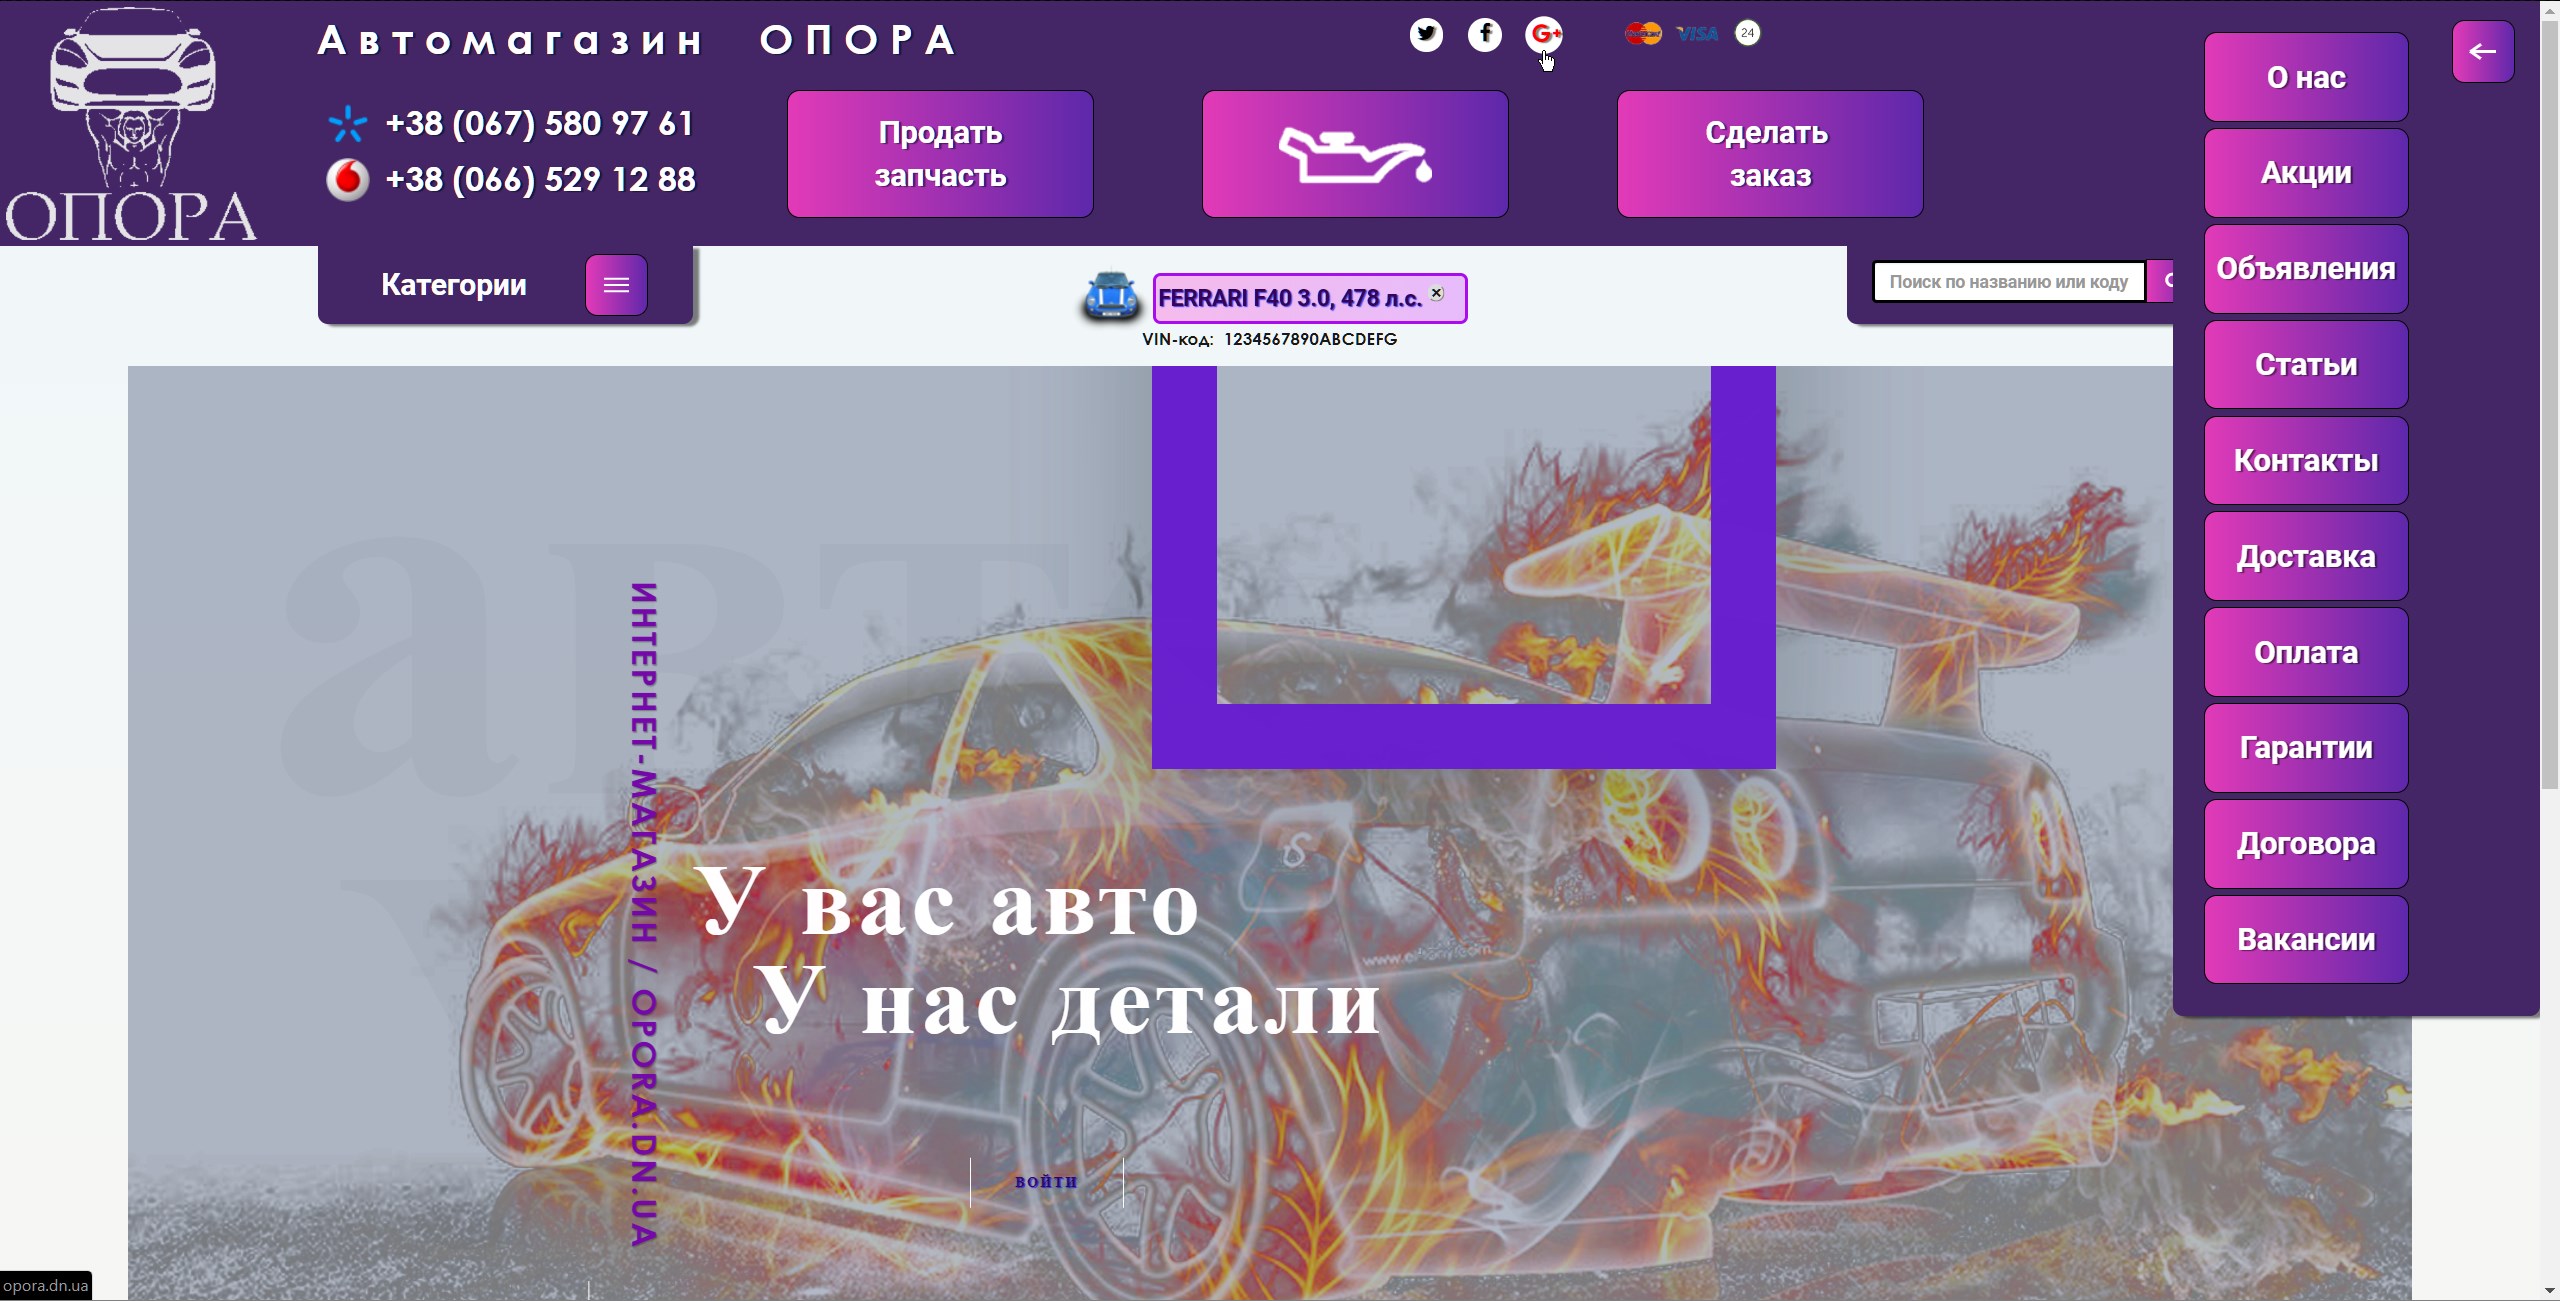 ОПОРА
Автомагазин ОПОРА
+38 (067) 580 97 61
+38 (066) 529 12 88
Продать
запчасть
Сделать
заказ
G+
VISA
24
Категории
FERRARI F40 3.0, 478 л.с.
VIN-код: 1234567890ABCDEFG
Поиск по названию или коду
О нас
Акции
Объявления
Статьи
Контакты
Доставка
Оплата
Гарантии
Договора
Вакансии
авт
ИНТЕРНЕТ-МАГАЗИН / OPORA.DN.UA
У вас авто
У нас детали
ВОЙТИ
opora.dn.ua